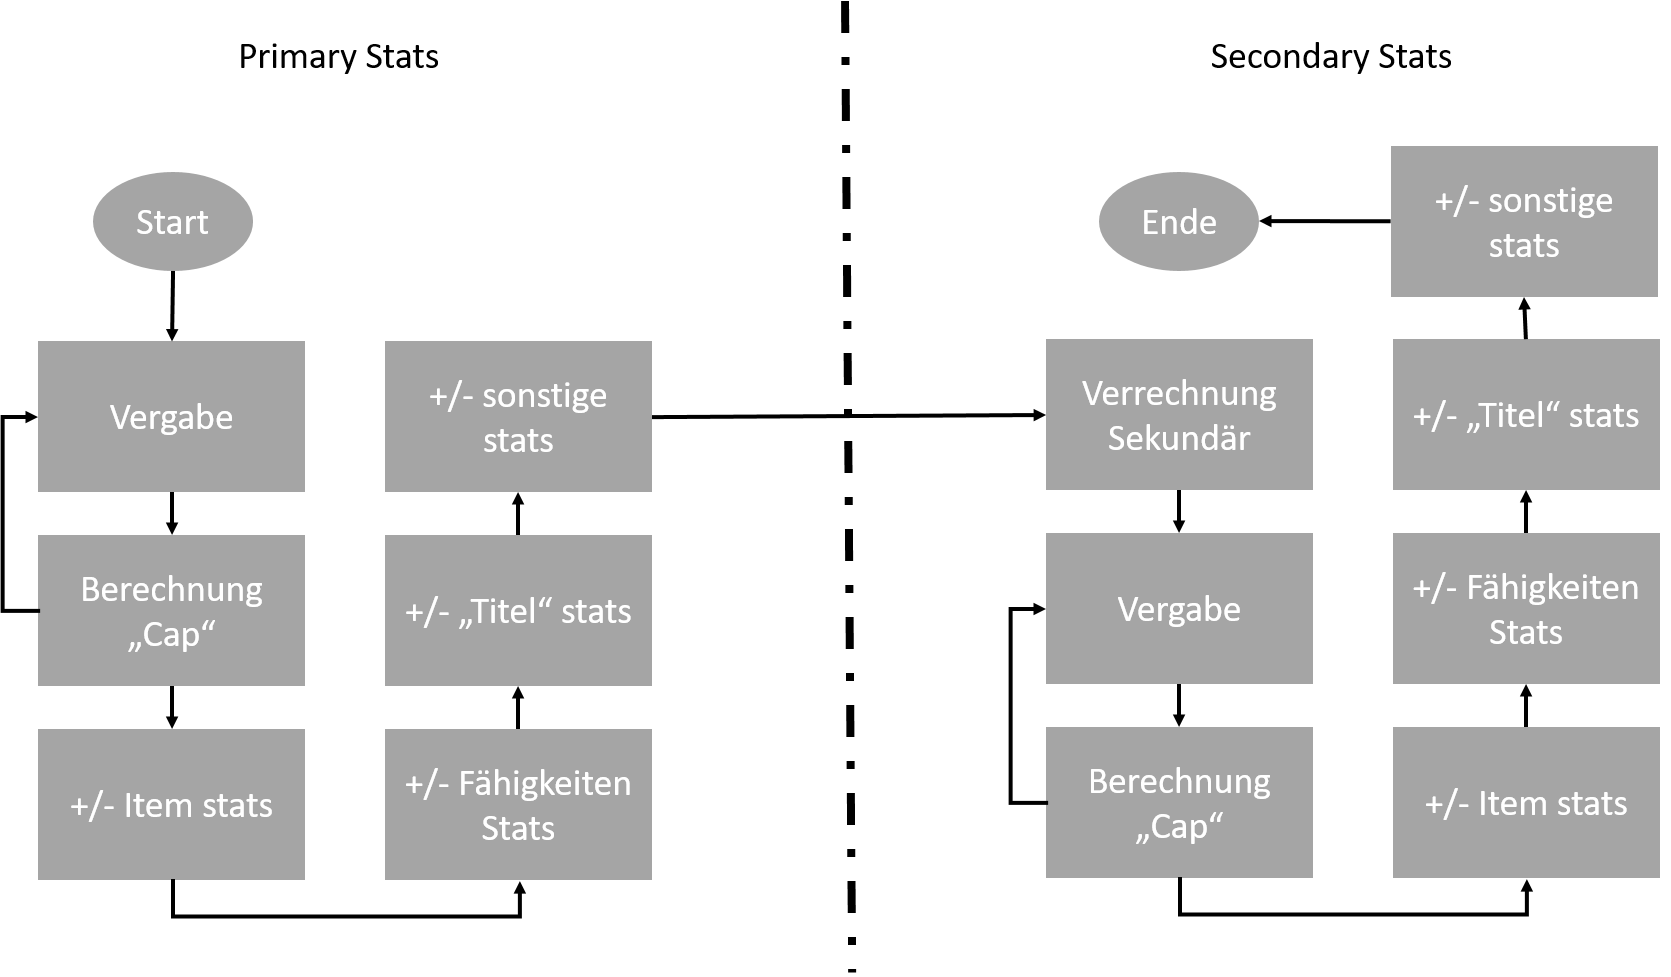 Primary Stats
Start
Vergabe
Berechnung
„Cap“
+/- Item stats
+/- Fähigkeiten
Stats
+/- „Titel“ stats
+/- sonstige
stats
Secondary Stats
Verrechnung
Sekundär
Vergabe
Berechnung
„Cap“
+/- Item stats
+/- Fähigkeiten
Stats
+/- „Titel“ stats
+/- sonstige
stats
Ende